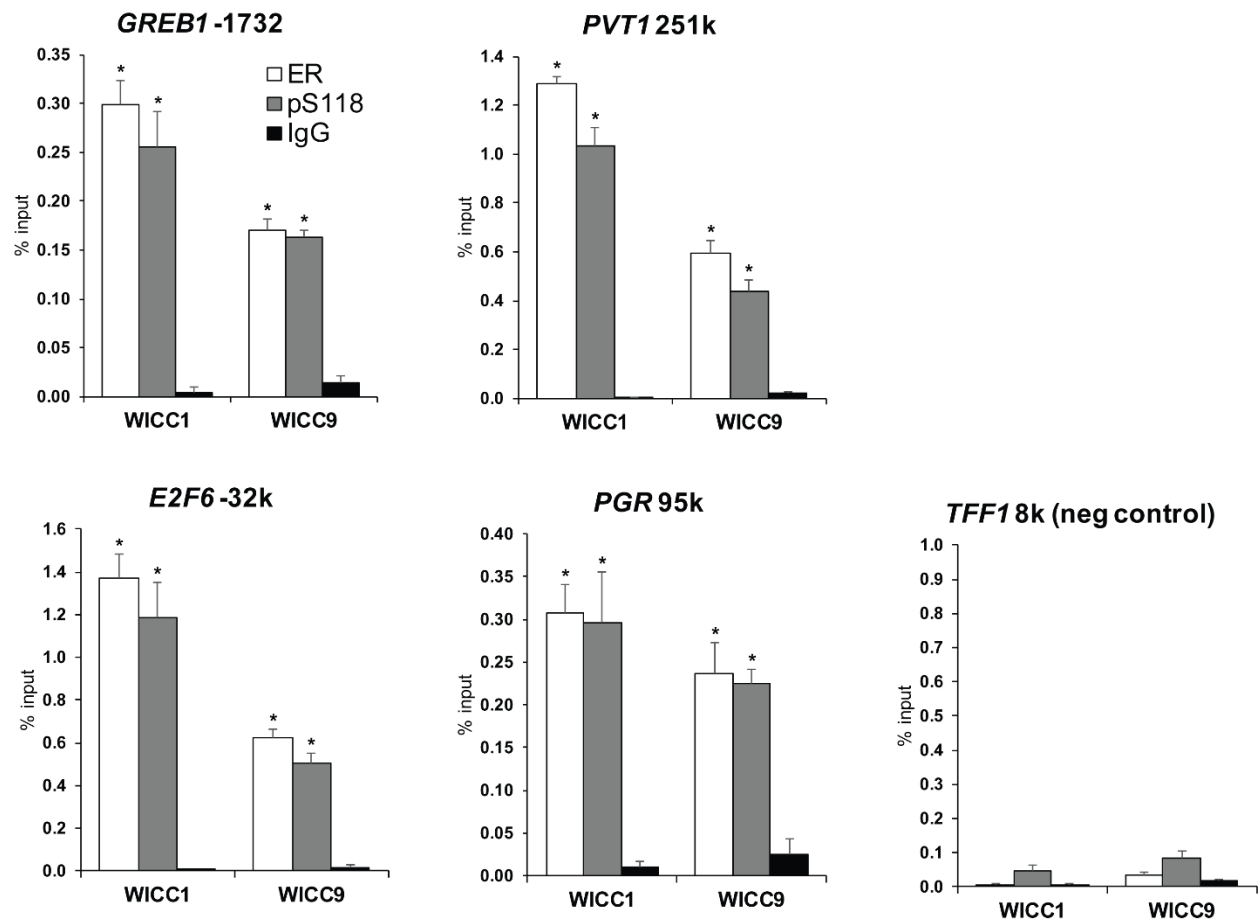 GREB1 -1732
0.35
0.30
0.25
0.20
0.15
0.10
0.05
0.00
% input
* * * *
ER
pS118
IgG
WICC1 WICC9
PVT1 251k
1.4
1.2
1.0
0.8
0.6
0.4
0.2
0.0
% input
* * * *
WICC1 WICC9
E2F6 -32k
1.6
1.4
1.2
1.0
0.8
0.6
0.4
0.2
0.0
% input
* * * *
WICC1 WICC9
PGR 95k
0.40
0.35
0.30
0.25
0.20
0.15
0.10
0.05
0.00
% input
* * * *
WICC1 WICC9
TFF1 8k (neg control)
1.0
0.9
0.8
0.7
0.6
0.5
0.4
0.3
0.2
0.1
0.0
% input
WICC1 WICC9